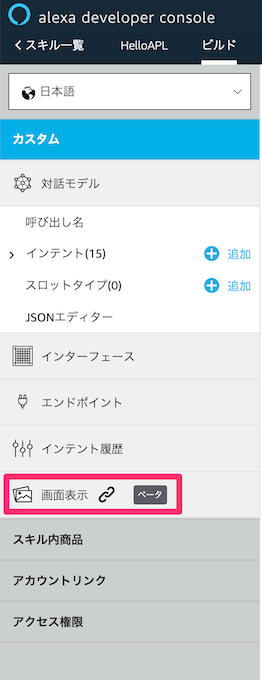 alexa developer console
スキル一覧 HelloAPL ビルド
日本語
カスタム
対話モデル
呼び出し名
インテント(15) 追加
スロットタイプ(0) 追加
JSONエディター
インターフェース
エンドポイント
インテント履歴
画面表示 ベータ
スキル内商品
アカウントリンク
アクセス権限